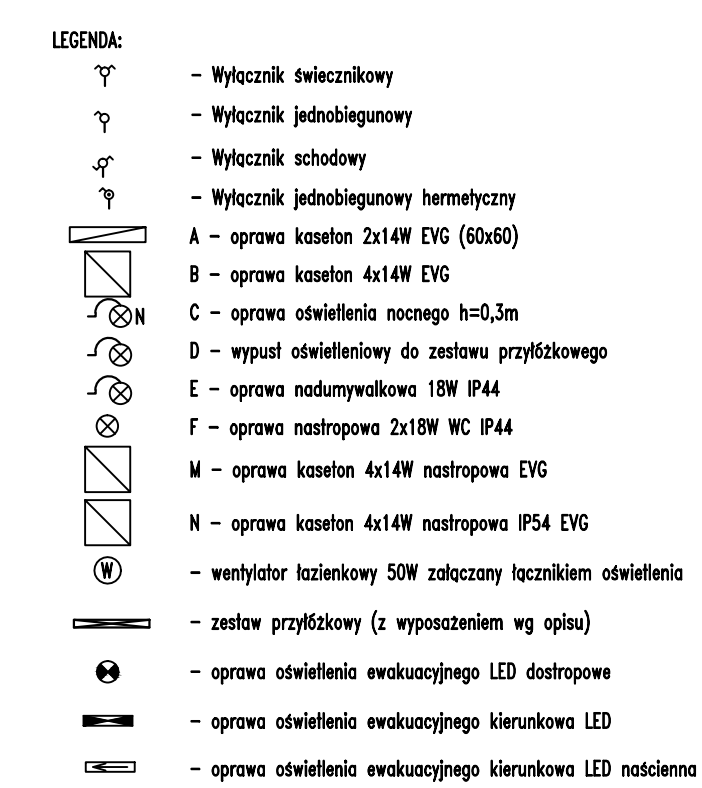 LEGENDA:
- Wyłącznik świecznikowy
- Wyłącznik jednobiegunowy
- Wyłącznik schodowy
- Wyłącznik jednobiegunowy hermetyczny
A - oprawa kaseton 2x14W EVG (60x60)
B - oprawa kaseton 4x14W EVG
N C - oprawa oświetlenia nocnego h=0,3m
D - wypust oświetleniowy do zestawu przyłóżkowego
E - oprawa nadumywalkowa 18W IP44
F - oprawa nastropowa 2x18W WC IP44
M - oprawa kaseton 4x14W nastropowa EVG
N - oprawa kaseton 4x14W nastropowa IP54 EVG
W - wentylator łazienkowy 50W załączany łącznikiem oświetlenia
- zestaw przyłóżkowy (z wyposażeniem wg opisu)
- oprawa oświetlenia ewakuacyjnego LED dostropowe
- oprawa oświetlenia ewakuacyjnego kierunkowa LED
- oprawa oświetlenia ewakuacyjnego kierunkowa LED naścienna